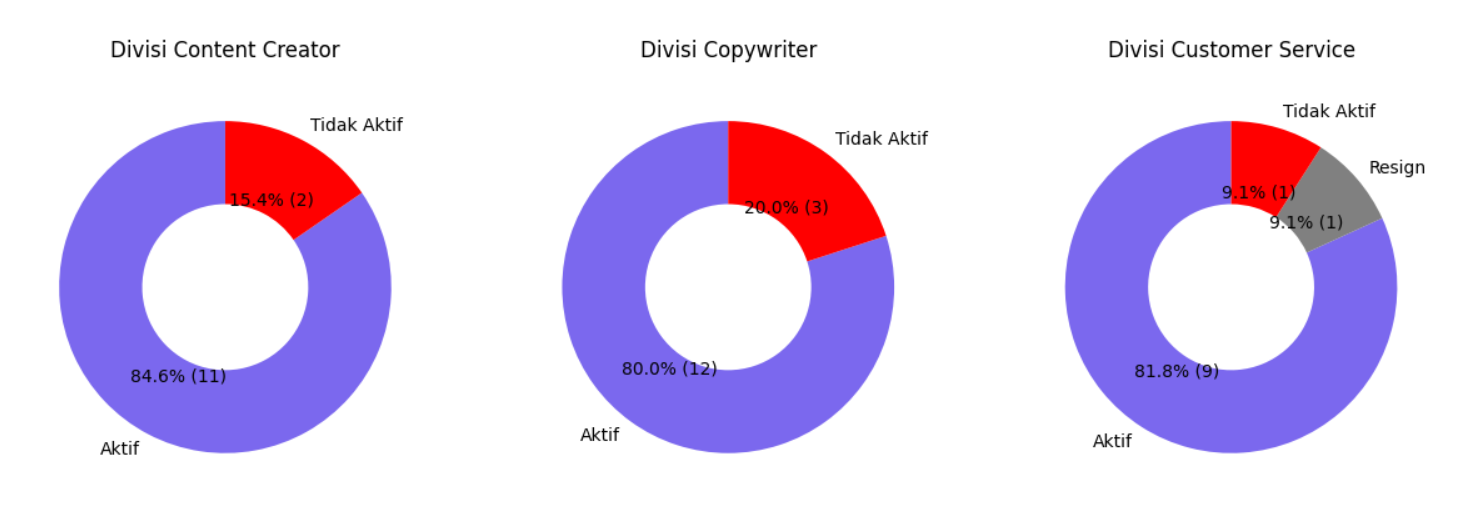 Divisi Content Creator
Tidak Aktif
15.4% (2)
84.6% (11)
Aktif
Divisi Copywriter
Tidak Aktif
20.0% (3)
80.0% (12)
Aktif
Divisi Customer Service
Tidak Aktif
Resign
9.1% (1)
9.1% (1)
81.8% (9)
Aktif